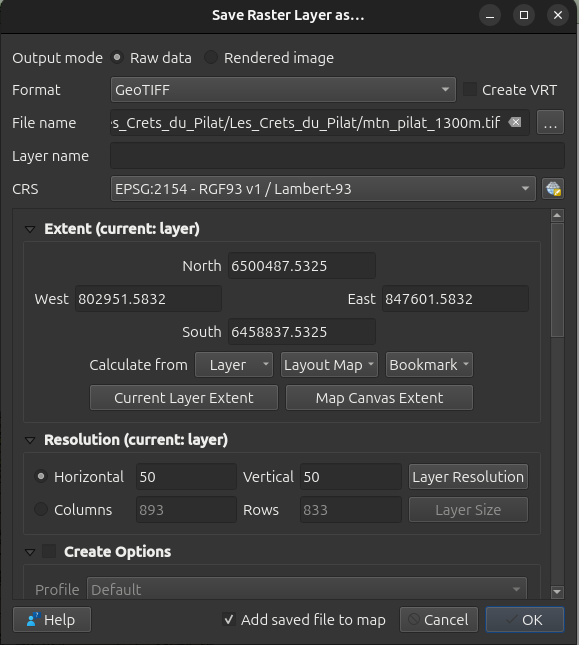 Save Raster Layer as…
Output mode Raw data Rendered image
Format GeoTIFF Create VRT
File name s_Crets_du_Pilat/Les_Crets_du_Pilat/mtn_pilat_1300m.tif …
Layer name
CRS EPSG:2154 - RGF93 v1 / Lambert-93
Extent (current: layer)
North 6500487.5325
West 802951.5832 East 847601.5832
South 6458837.5325
Calculate from Layer Layout Map Bookmark
Current Layer Extent Map Canvas Extent
Resolution (current: layer)
Horizontal 50 Vertical 50 Layer Resolution
Columns 893 Rows 833 Layer Size
Create Options
Profile Default
Help Add saved file to map Cancel OK